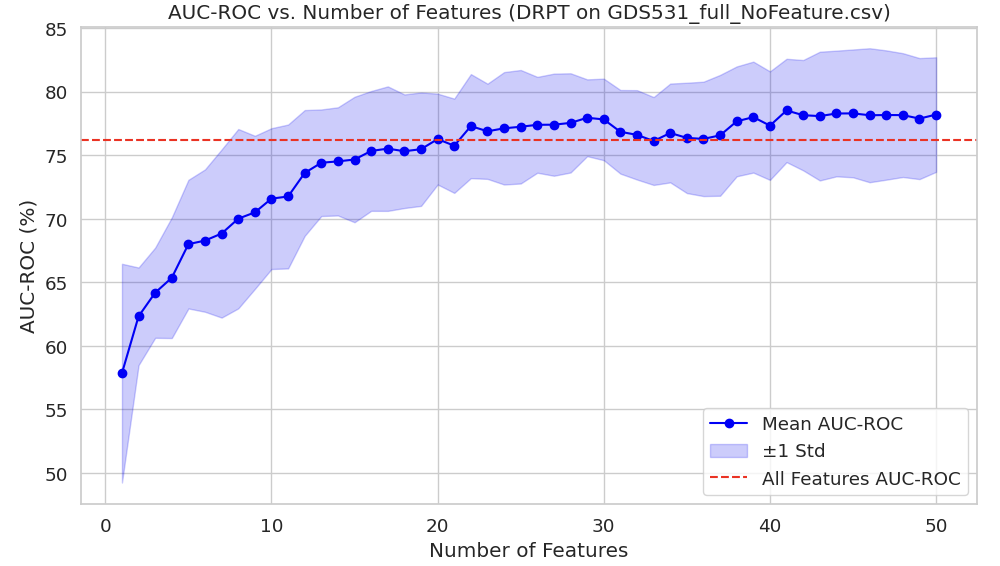 AUC-ROC vs. Number of Features (DRPT on GDS531_full_NoFeature.csv)
85
80
75
70
65
60
55
50
AUC-ROC (%)
Mean AUC-ROC
±1 Std
All Features AUC-ROC
0
10
20
30
40
50
Number of Features